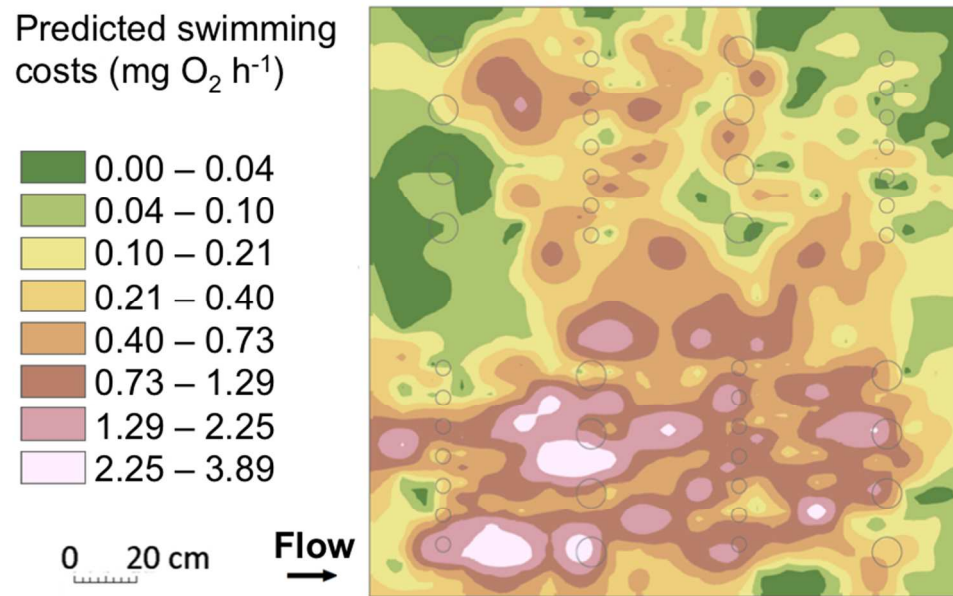 Predicted swimming
costs (mg O₂ h⁻¹)
0.00 – 0.04
0.04 – 0.10
0.10 – 0.21
0.21 – 0.40
0.40 – 0.73
0.73 – 1.29
1.29 – 2.25
2.25 – 3.89
0 20 cm
Flow